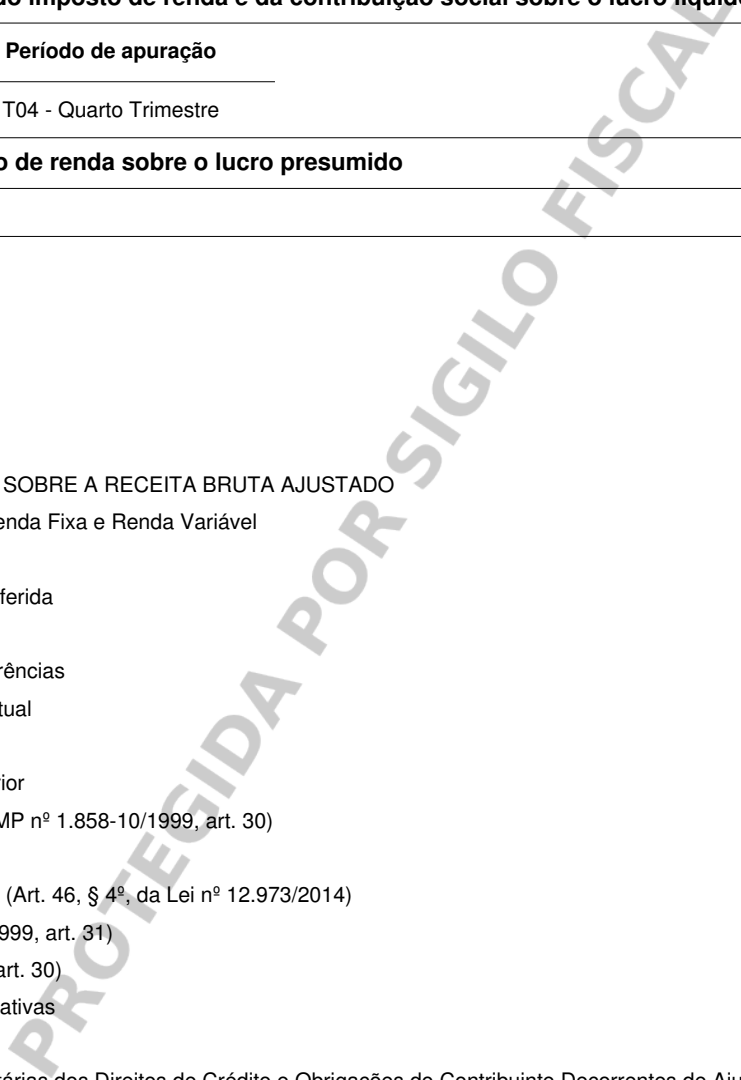 do imposto de renda e da contribuição social sobre o lucro líquido
Período de apuração
T04 - Quarto Trimestre
o de renda sobre o lucro presumido
SOBRE A RECEITA BRUTA AJUSTADO
enda Fixa e Renda Variável
ferida
rências
tual
rior
MP nº 1.858-10/1999, art. 30)
(Art. 46, § 4º, da Lei nº 12.973/2014)
999, art. 31)
art. 30)
ativas
tárias dos Direitos de Crédito e Obrigações do Contribuinte Decorrentes de Aju
PROTEGIDA POR SIGILO FISCAL